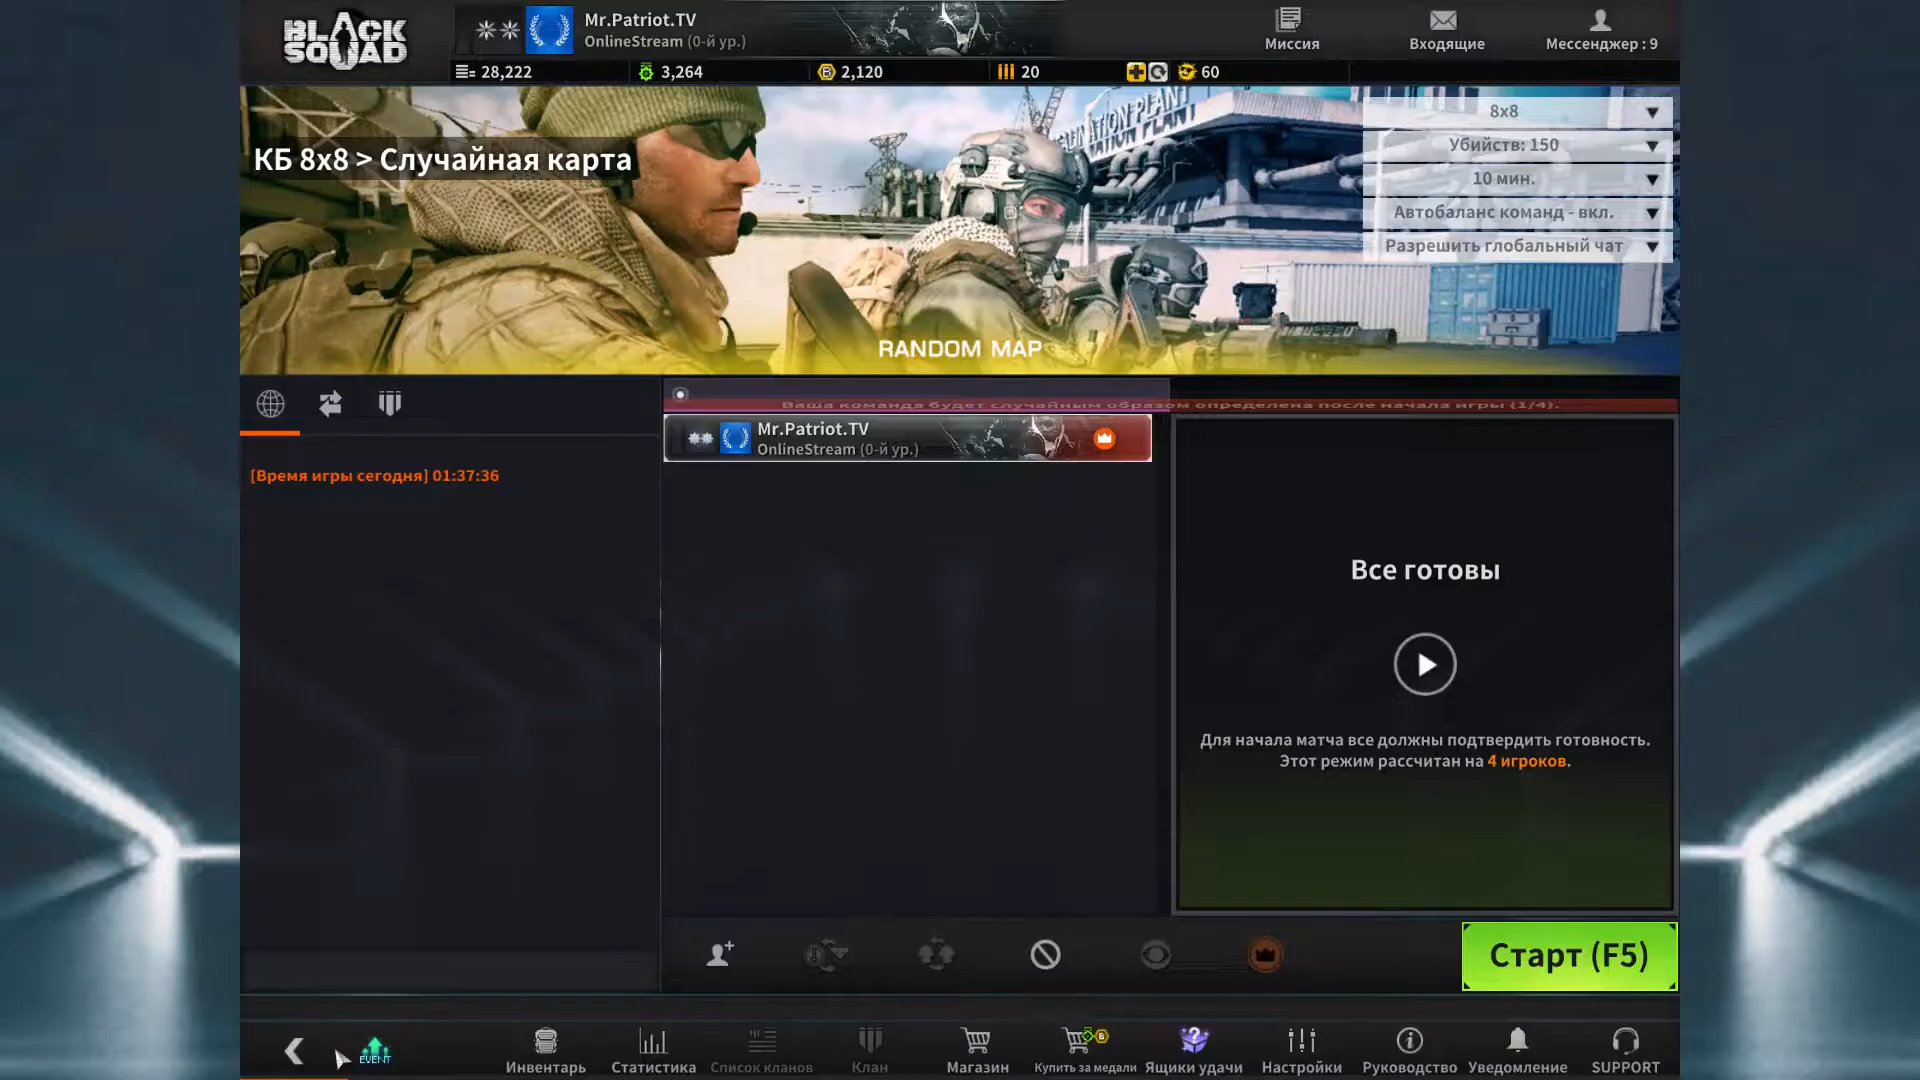 BLACK SQUAD
Mr.Patriot.TV
OnlineStream (0-й ур.)
Миссия
Входящие
Мессенджер : 9
28,222
3,264
2,120
20
60
КБ 8x8 > Случайная карта
8x8
Убийств: 150
10 мин.
Автобаланс команд - вкл.
Разрешить глобальный чат
RANDOM MAP
Ваша команда будет случайным образом определена после начала игры (1/4).
Mr.Patriot.TV
OnlineStream (0-й ур.)
[Время игры сегодня] 01:37:36
Все готовы
Для начала матча все должны подтвердить готовность.
Этот режим рассчитан на 4 игроков.
Старт (F5)
EVENT
Инвентарь
Статистика
Список кланов
Клан
Магазин
Купить за медали
Ящики удачи
Настройки
Руководство
Уведомление
SUPPORT